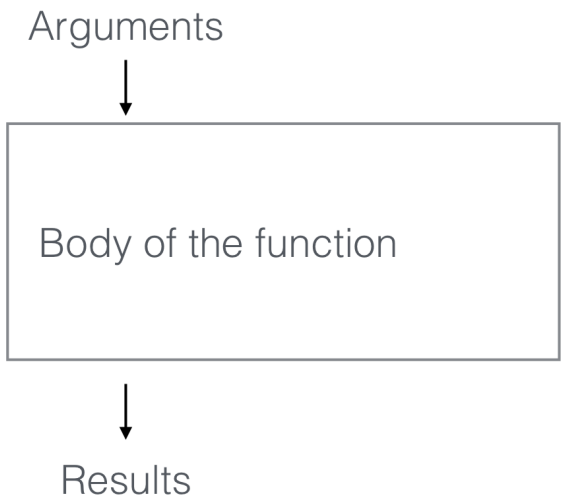 Arguments
Body of the function
Results